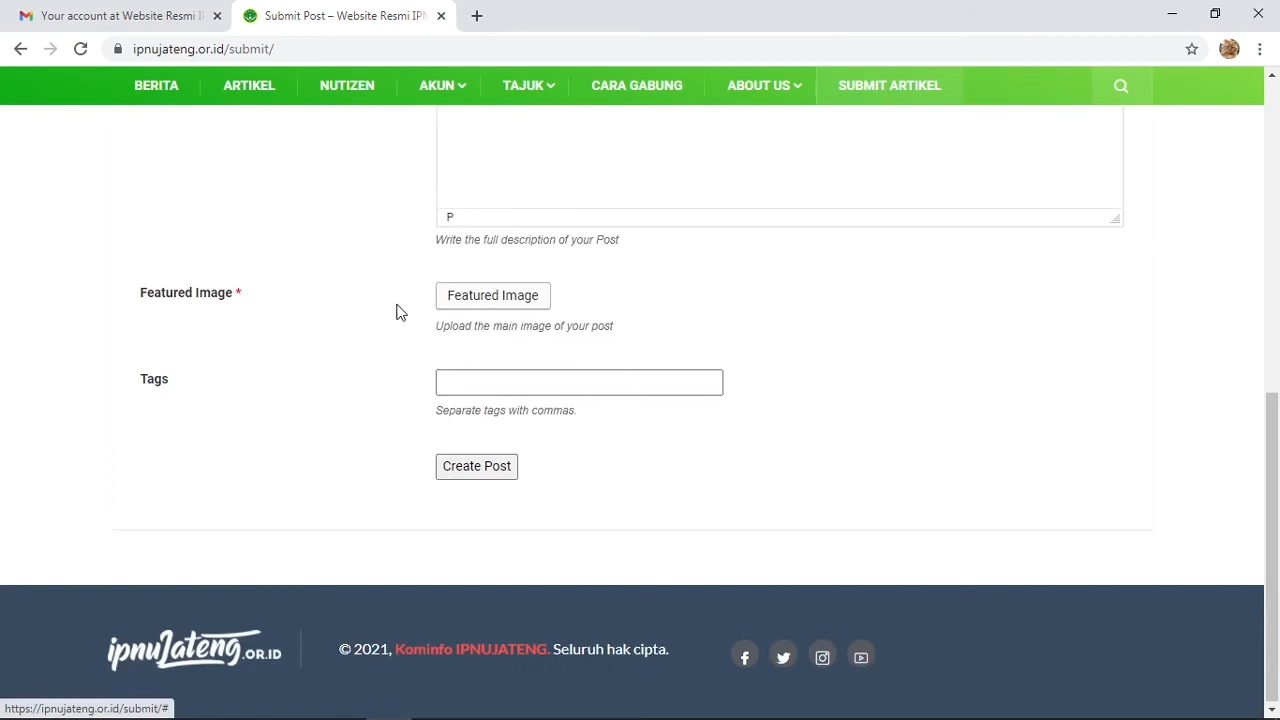 Your account at Website Resmi I
Submit Post – Website Resmi IPN
ipnujateng.or.id/submit/
BERITA
ARTIKEL
NUTIZEN
AKUN
TAJUK
CARA GABUNG
ABOUT US
SUBMIT ARTIKEL
P
Write the full description of your Post
Featured Image *
Featured Image
Upload the main image of your post
Tags
Separate tags with commas.
Create Post
ipnuJateng.OR.ID
© 2021, Kominfo IPNUJATENG. Seluruh hak cipta.
https://ipnujateng.or.id/submit/#